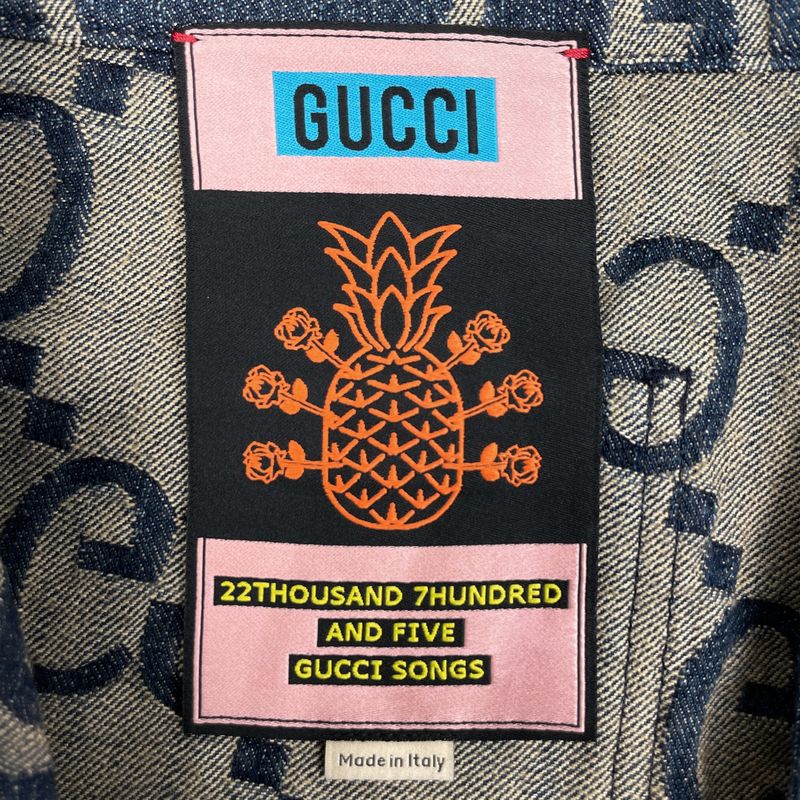 GUCCI
22THOUSAND 7HUNDRED
AND FIVE
GUCCI SONGS
Made in Italy